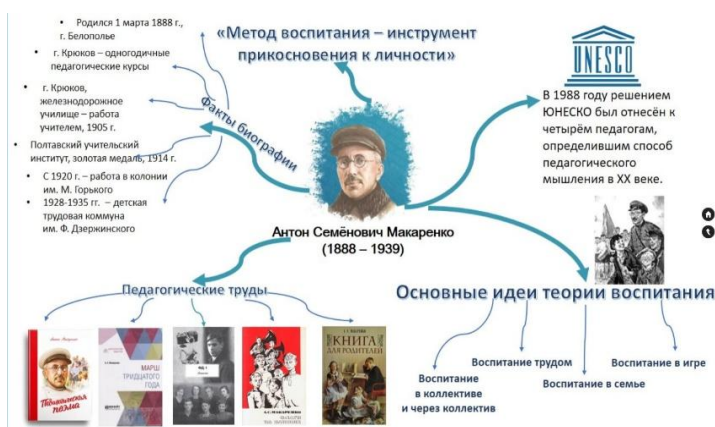 • Родился 1 марта 1888 г.,
г. Белополье
• г. Крюков – одногодичные
педагогические курсы
• г. Крюков,
железнодорожное
училище – работа
учителем, 1905 г.
• Полтавский учительский
институт, золотая медаль, 1914 г.
• С 1920 г. – работа в колонии
им. М. Горького
• 1928-1935 гг. – детская
трудовая коммуна
им. Ф. Дзержинского
Факты биографии
«Метод воспитания – инструмент
прикосновения к личности»
UNESCO
В 1988 году решением
ЮНЕСКО был отнесён к
четырём педагогам,
определившим способ
педагогического
мышления в XX веке.
Антон Семёнович Макаренко
(1888 – 1939)
Педагогические труды
Педагогическая
поэма
МАРШ
ТРИДЦАТОГО
ГОДА
А.С.МАКАРЕНКО
КНИГА
ДЛЯ РОДИТЕЛЕЙ
Основные идеи теории воспитания
Воспитание
в коллективе
и через коллектив
Воспитание трудом
Воспитание в семье
Воспитание в игре